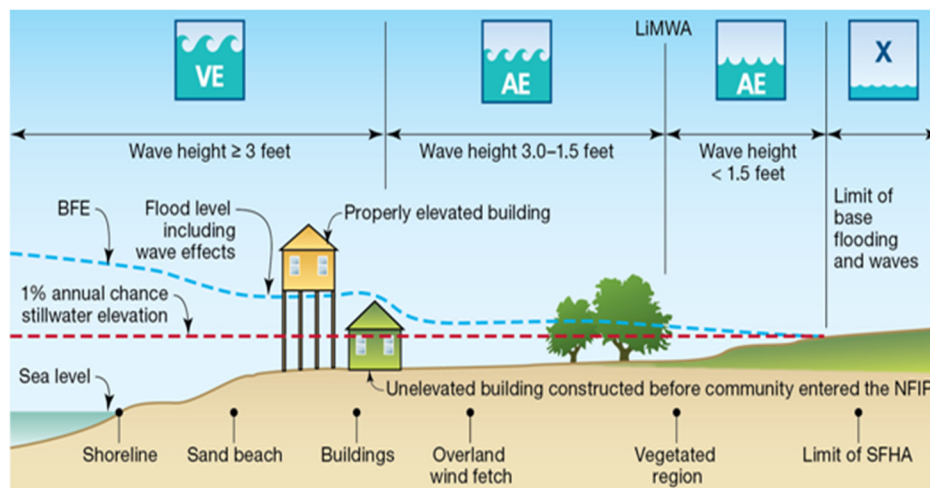 LiMWA
VE
AE
AE
X
Wave height ≥ 3 feet
Wave height 3.0–1.5 feet
Wave height
< 1.5 feet
BFE
Flood level
including
wave effects
Properly elevated building
Limit of
base
flooding
and waves
1% annual chance
stillwater elevation
Sea level
Unelevated building constructed before community entered the NFIP
Shoreline
Sand beach
Buildings
Overland
wind fetch
Vegetated
region
Limit of SFHA